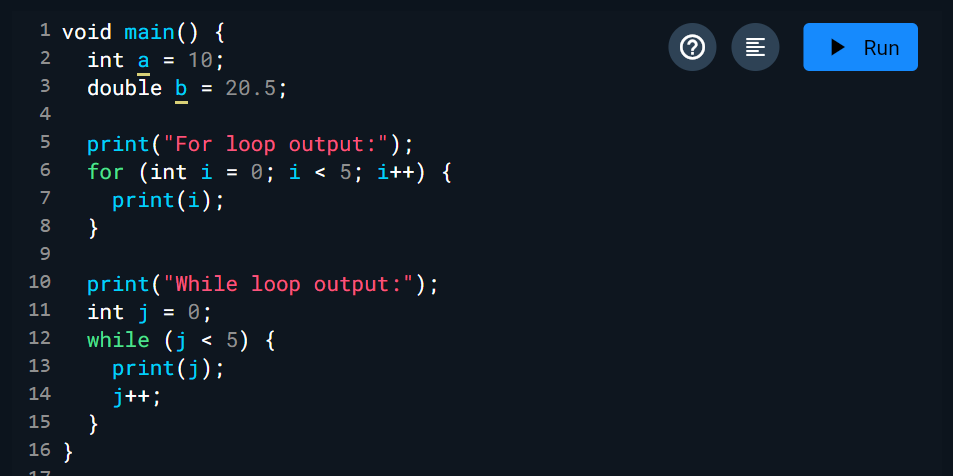 1 void main() {
2   int a = 10;
3   double b = 20.5;
4
5   print("For loop output:");
6   for (int i = 0; i < 5; i++) {
7     print(i);
8   }
9
10   print("While loop output:");
11   int j = 0;
12   while (j < 5) {
13     print(j);
14     j++;
15   }
16 }
17
Run